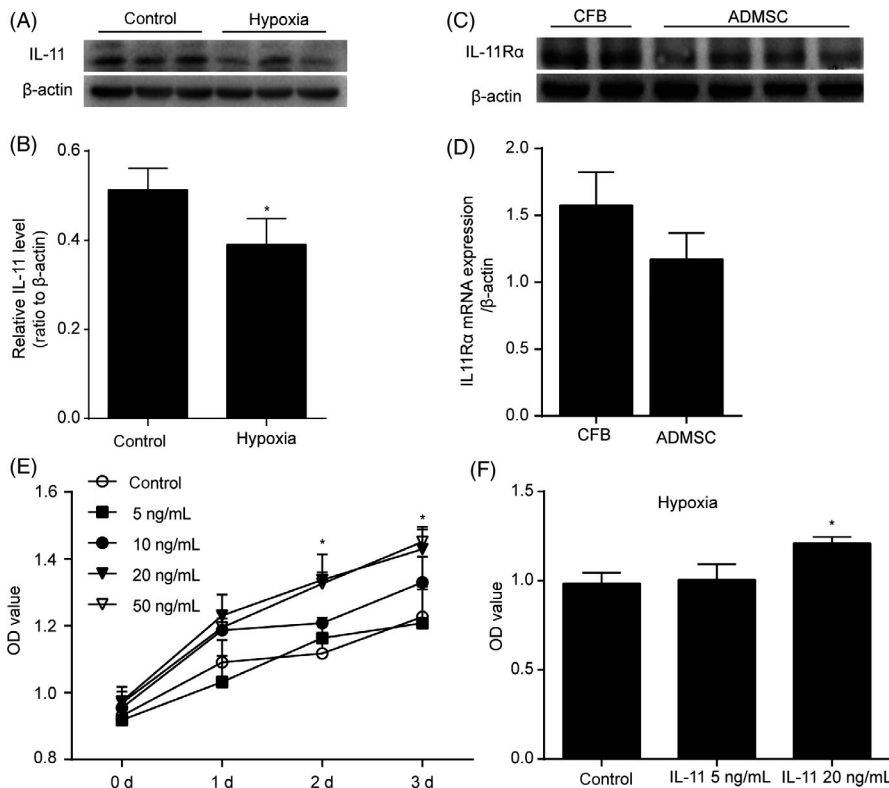 (A)
Control
Hypoxia
IL-11
β-actin
(C)
CFB
ADMSC
IL-11Rα
β-actin
(B)
Relative IL-11 level
(ratio to β-actin)
0.6
0.4
0.2
0.0
*
Control
Hypoxia
(D)
IL11Rα mRNA expression
/β-actin
2.0
1.5
1.0
0.5
0.0
CFB
ADMSC
(E)
OD value
1.6
1.4
1.2
1.0
0.8
Control
5 ng/mL
10 ng/mL
20 ng/mL
50 ng/mL
*
*
0 d
1 d
2 d
3 d
(F)
Hypoxia
OD value
1.5
1.0
0.5
0.0
*
Control
IL-11 5 ng/mL
IL-11 20 ng/mL